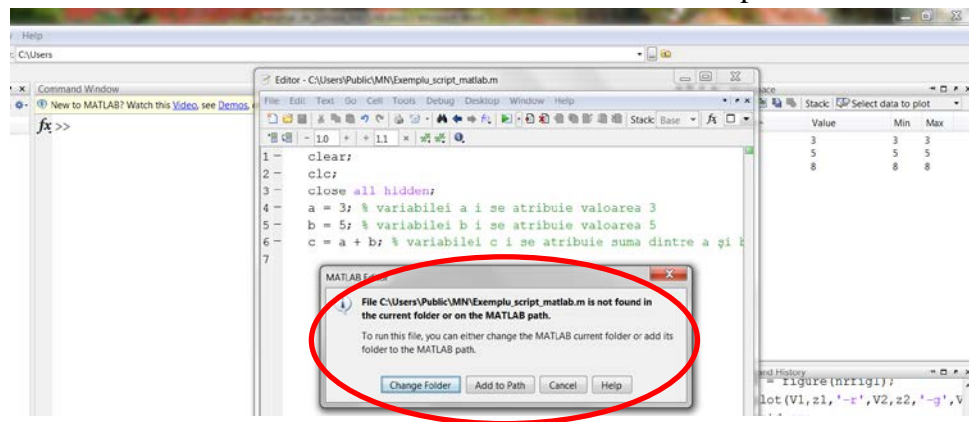 Help
C:\Users
Command Window
New to MATLAB? Watch this Video, see Demos,
fx >>
Editor - C:\Users\Public\MN\Exemplu_script_matlab.m
File Edit Text Go Cell Tools Debug Desktop Window Help
Stack: Base fx
- 1.0 + ÷ 1.1 ×
1 - clear;
2 - clc;
3 - close all hidden;
4 - a = 3; % variabilei a i se atribuie valoarea 3
5 - b = 5; % variabilei b i se atribuie valoarea 5
6 - c = a + b; % variabilei c i se atribuie suma dintre a și b
7
MATLAB Editor
File C:\Users\Public\MN\Exemplu_script_matlab.m is not found in
the current folder or on the MATLAB path.
To run this file, you can either change the MATLAB current folder or add its
folder to the MATLAB path.
Change Folder Add to Path Cancel Help
Stack: Select data to plot
Value Min Max
3 3 3
5 5 5
8 8 8
History
= figure(nrfig1);
lot(V1,z1,'-r',V2,z2,'-g',V